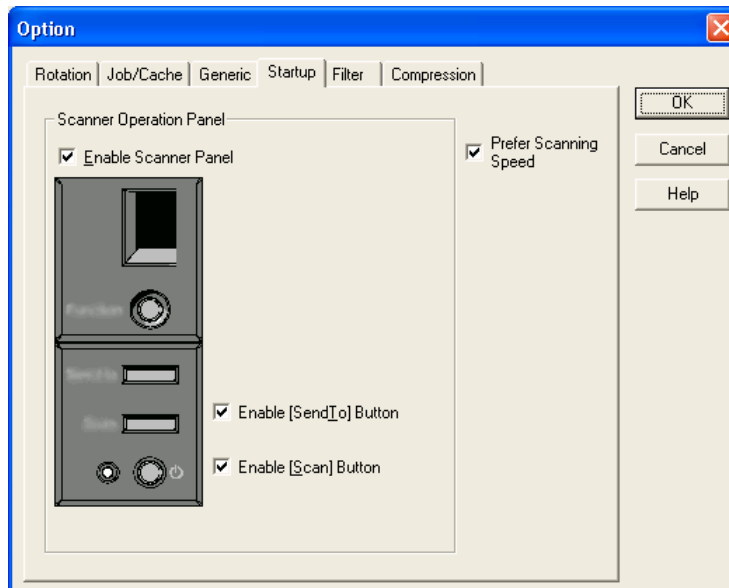 Option
Rotation Job/Cache Generic Startup Filter Compression
Scanner Operation Panel
Enable Scanner Panel
Prefer Scanning
Speed
OK
Cancel
Help
Function
Send to
Scan
Enable [SendTo] Button
Enable [Scan] Button